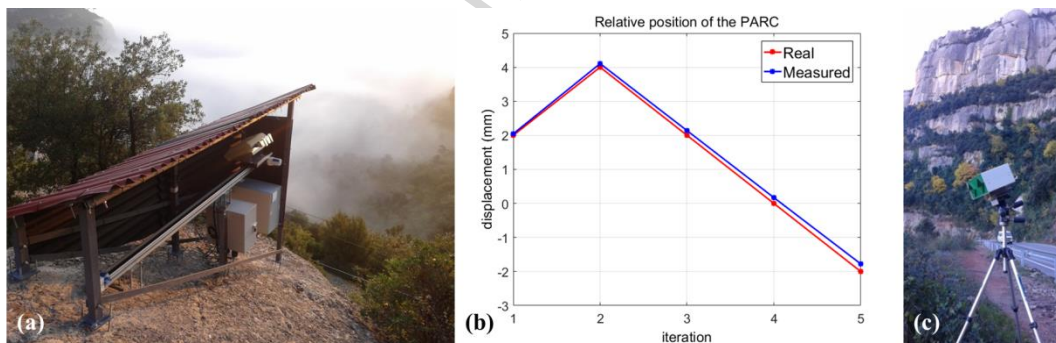 (a)
Relative position of the PARC
Real
Measured
displacement (mm)
5
4
3
2
1
0
-1
-2
-3
1 2 3 4 5
iteration
(b)
(c)